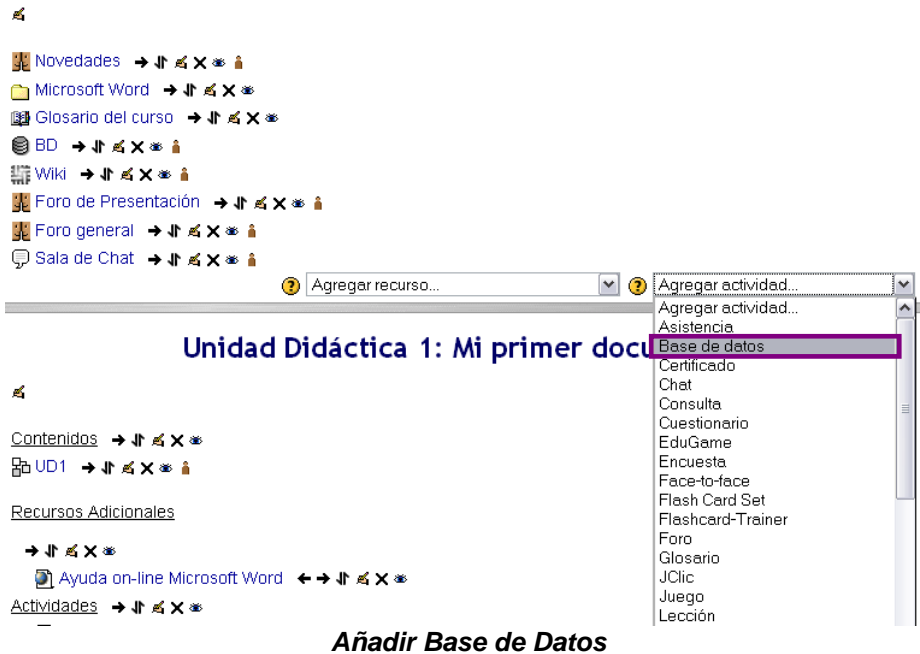 Novedades
Microsoft Word
Glosario del curso
BD
Wiki
Foro de Presentación
Foro general
Sala de Chat
Agregar recurso... Agregar actividad...
Agregar actividad...
Asistencia
Base de datos
Certificado
Chat
Consulta
Cuestionario
EduGame
Encuesta
Face-to-face
Flash Card Set
Flashcard-Trainer
Foro
Glosario
JClic
Juego
Lección
Unidad Didáctica 1: Mi primer docu
Contenidos
UD1
Recursos Adicionales
Ayuda on-line Microsoft Word
Actividades
Añadir Base de Datos